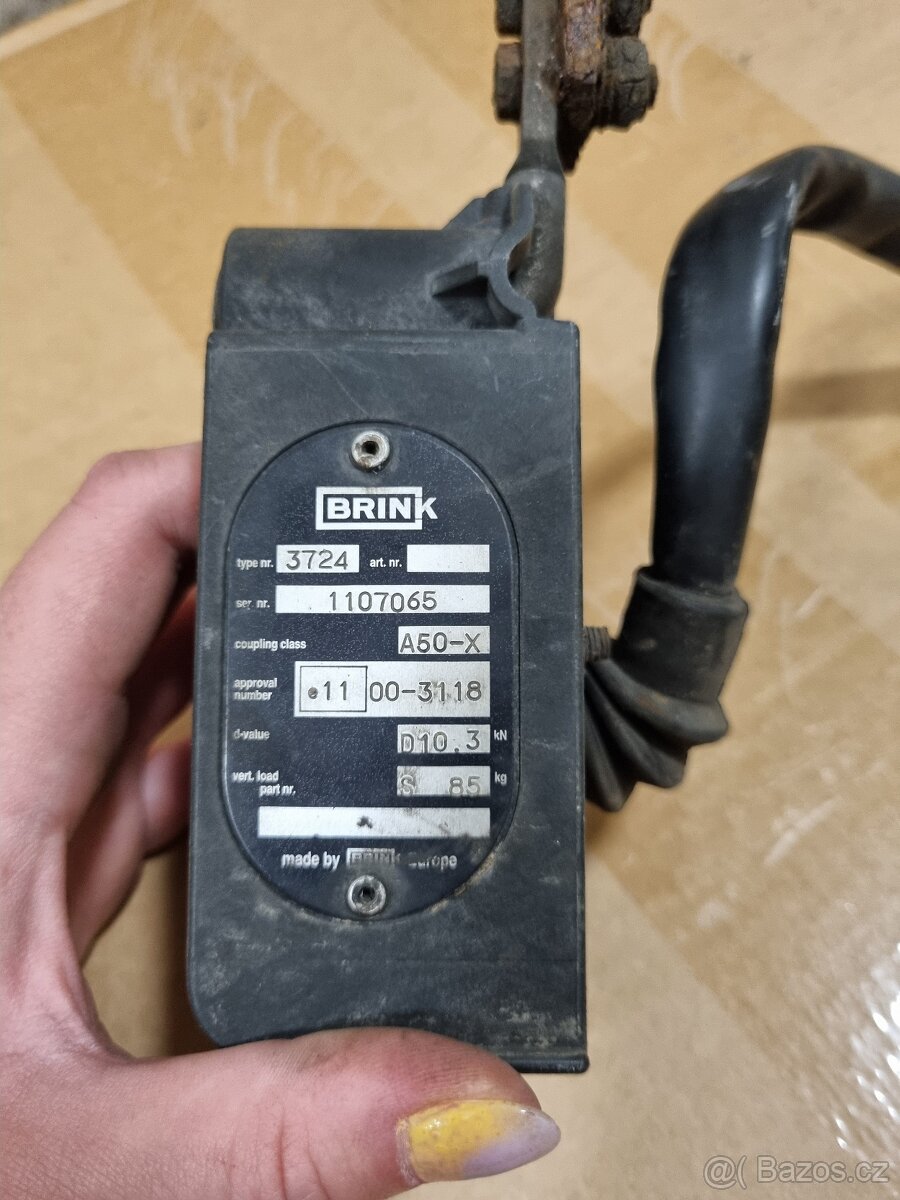 BRINK
type nr. 3724 art. nr.
ser. nr. 1107065
coupling class A50-X
approval number e11 00-3118
d-value D10.3 kN
vert. load S 85 kg
part nr.
made by BRINK Europe
@( Bazos.cz